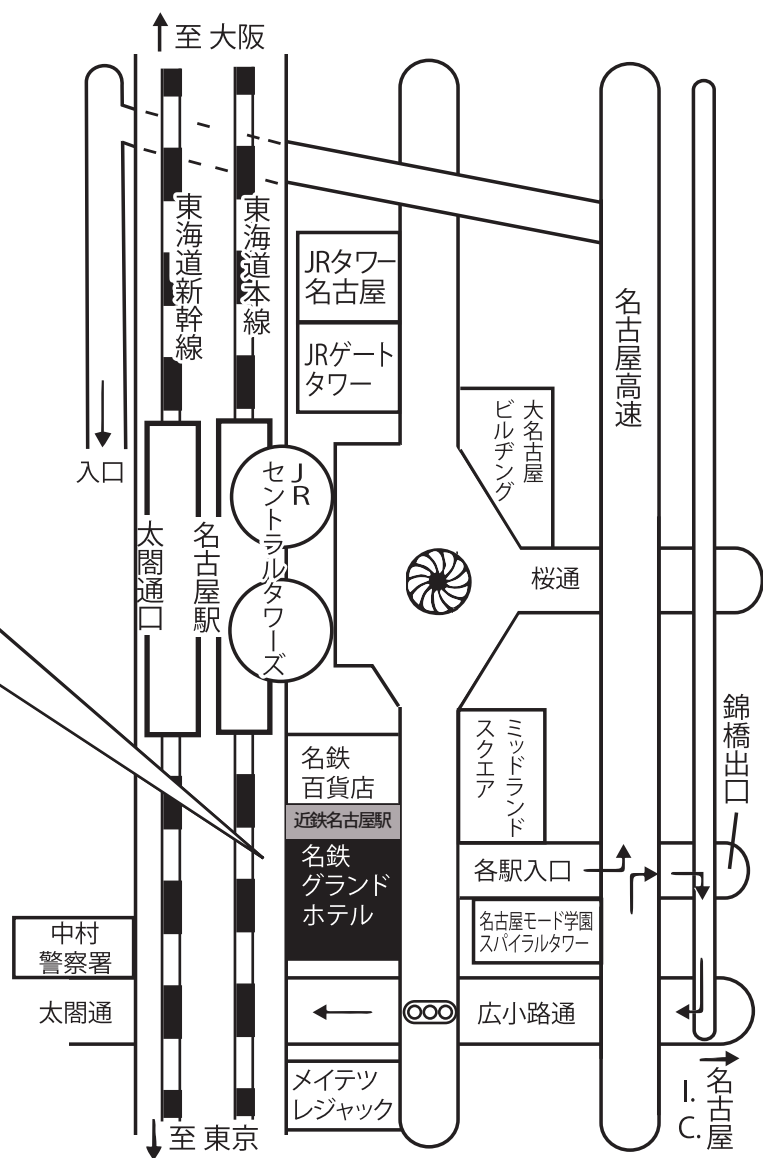 至 大阪
東海道新幹線
東海道本線
JRタワー
名古屋
JRゲート
タワー
名古屋高速
大名古屋
ビルヂング
入口
太閤通口
名古屋駅
JR
セントラルタワーズ
桜通
錦橋出口
名鉄
百貨店
ミッドランド
スクエア
近鉄名古屋駅
名鉄
グランド
ホテル
各駅入口
名古屋モード学園
スパイラルタワー
中村
警察署
太閤通
広小路通
メイテツ
レジャック
名古屋
I.C.
至 東京